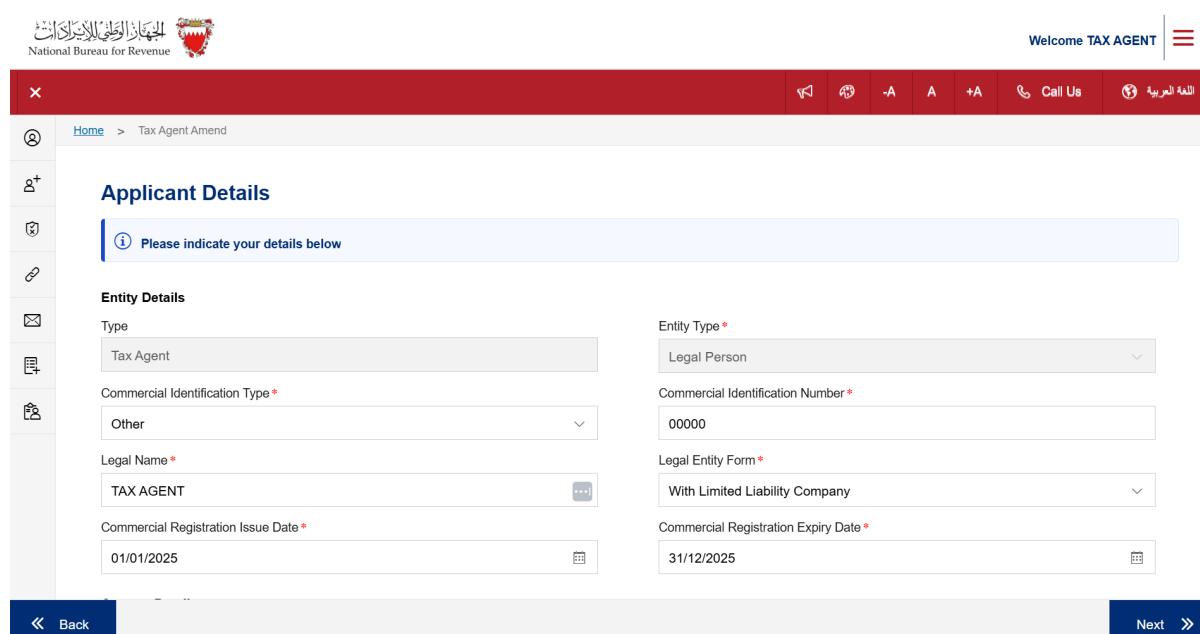 الجهاز الوطني للإيرادات
National Bureau for Revenue
Welcome TAX AGENT
-A
A
+A
Call Us
اللغة العربية
Home > Tax Agent Amend
Applicant Details
Please indicate your details below
Entity Details
Type
Entity Type *
Tax Agent
Legal Person
Commercial Identification Type *
Commercial Identification Number *
Other
00000
Legal Name *
Legal Entity Form *
TAX AGENT
With Limited Liability Company
Commercial Registration Issue Date *
Commercial Registration Expiry Date *
01/01/2025
31/12/2025
Back
Next